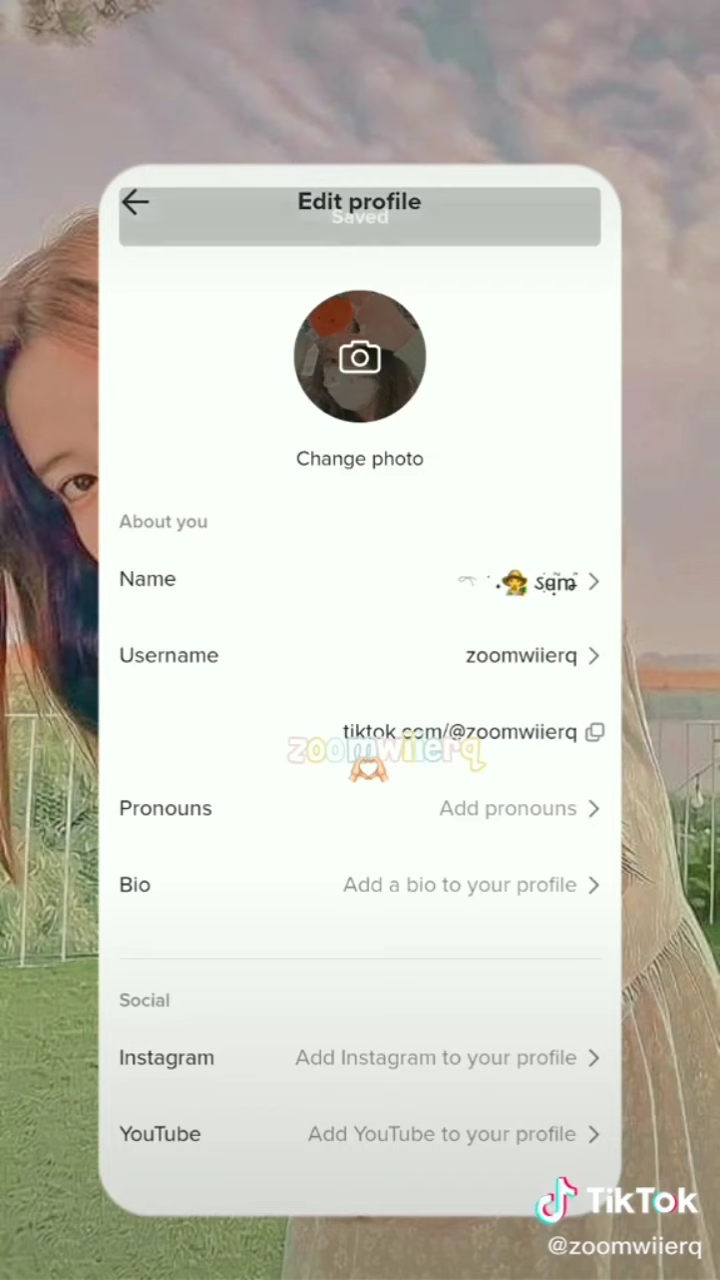 Edit profile
Saved
Change photo
About you
Name
sam
Username zoomwiierq
tiktok.com/@zoomwiierq
zoomwiierq
Pronouns Add pronouns
Bio Add a bio to your profile
Social
Instagram Add Instagram to your profile
YouTube Add YouTube to your profile
TikTok
@zoomwiierq